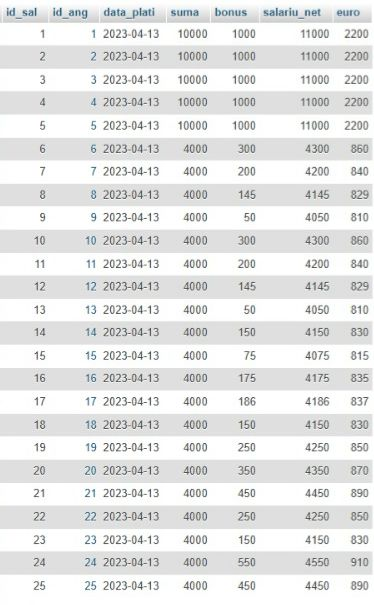 id_sal id_ang data_plati suma bonus salariu_net euro
1 1 2023-04-13 10000 1000 11000 2200
2 2 2023-04-13 10000 1000 11000 2200
3 3 2023-04-13 10000 1000 11000 2200
4 4 2023-04-13 10000 1000 11000 2200
5 5 2023-04-13 10000 1000 11000 2200
6 6 2023-04-13 4000 300 4300 860
7 7 2023-04-13 4000 200 4200 840
8 8 2023-04-13 4000 145 4145 829
9 9 2023-04-13 4000 50 4050 810
10 10 2023-04-13 4000 300 4300 860
11 11 2023-04-13 4000 200 4200 840
12 12 2023-04-13 4000 145 4145 829
13 13 2023-04-13 4000 50 4050 810
14 14 2023-04-13 4000 150 4150 830
15 15 2023-04-13 4000 75 4075 815
16 16 2023-04-13 4000 175 4175 835
17 17 2023-04-13 4000 186 4186 837
18 18 2023-04-13 4000 150 4150 830
19 19 2023-04-13 4000 250 4250 850
20 20 2023-04-13 4000 350 4350 870
21 21 2023-04-13 4000 450 4450 890
22 22 2023-04-13 4000 250 4250 850
23 23 2023-04-13 4000 150 4150 830
24 24 2023-04-13 4000 550 4550 910
25 25 2023-04-13 4000 450 4450 890